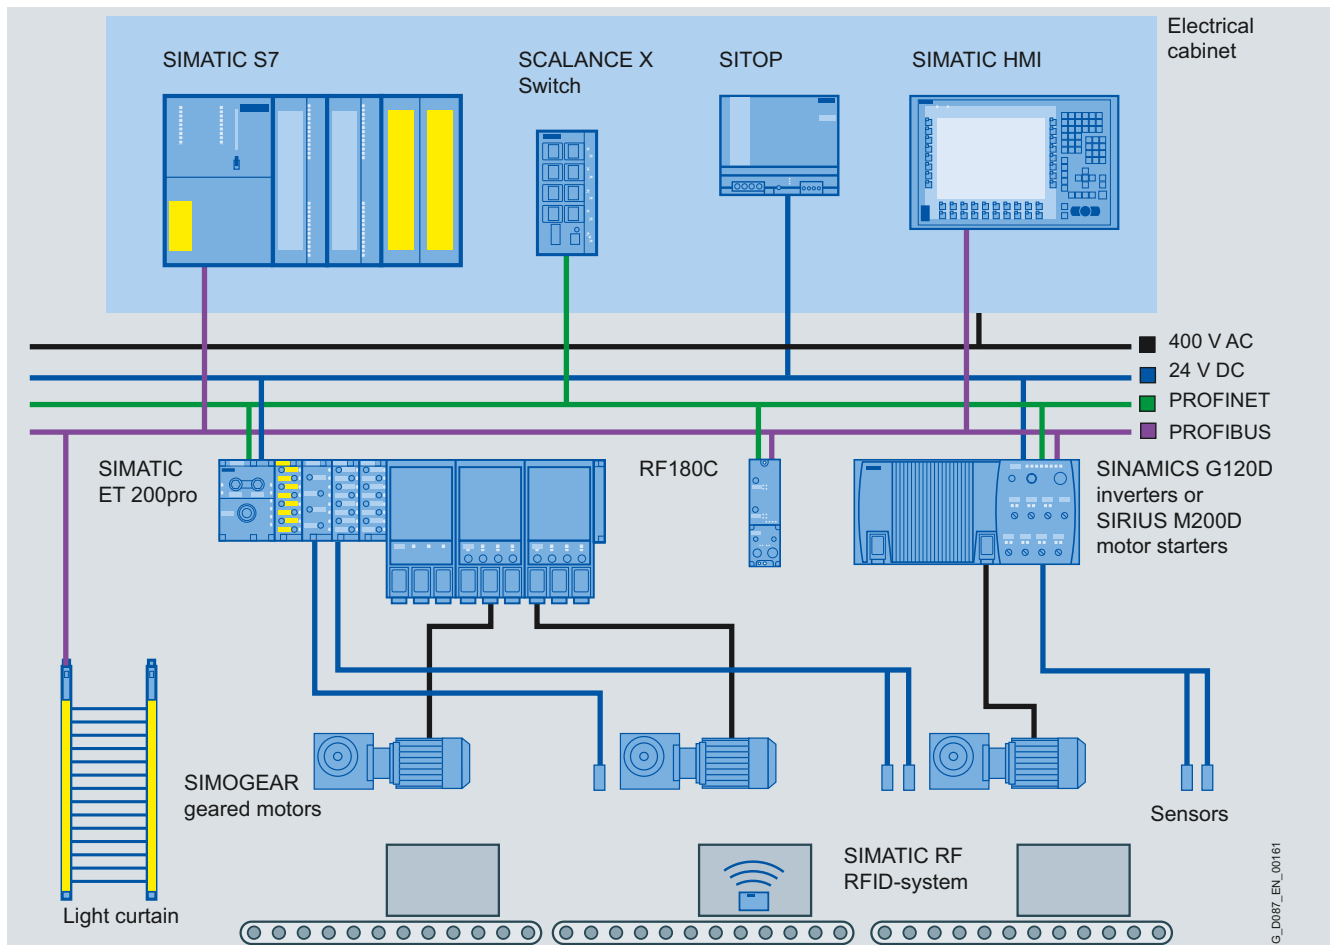 Electrical
cabinet
SIMATIC S7
SCALANCE X
Switch
SITOP
SIMATIC HMI
400 V AC
24 V DC
PROFINET
PROFIBUS
SIMATIC
ET 200pro
RF180C
SINAMICS G120D
inverters or
SIRIUS M200D
motor starters
SIMOGEAR
geared motors
Sensors
SIMATIC RF
RFID-system
Light curtain
G_D087_EN_00161